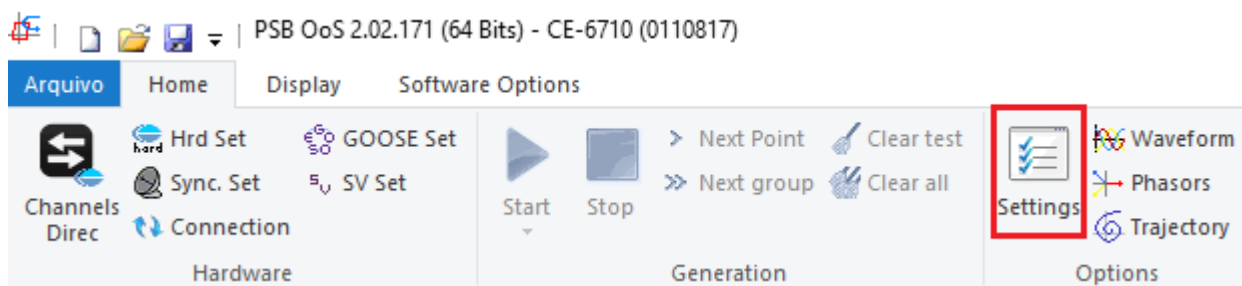 PSB OoS 2.02.171 (64 Bits) - CE-6710 (0110817)
Arquivo Home Display Software Options
Channels Direc
hard Hrd Set
Sync. Set
Connection
GOOSE Set
SV SV Set
Hardware
Start
Stop
Next Point
Next group
Clear test
Clear all
Generation
Settings
Waveform
Phasors
Trajectory
Options